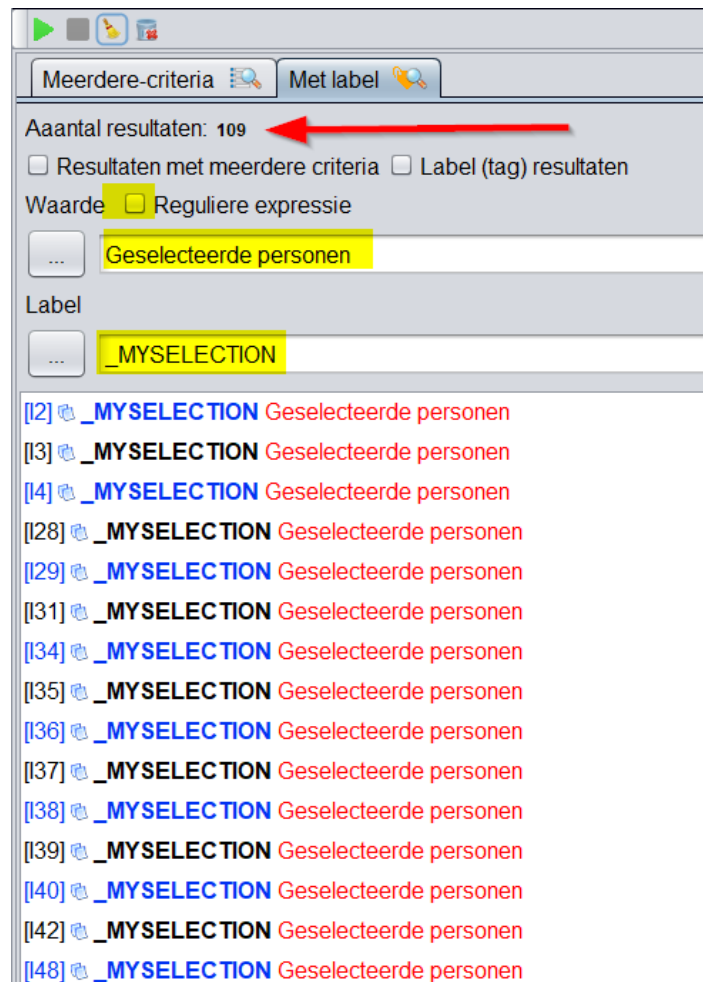 Meerdere-criteria Met label
Aaantal resultaten: 109
Resultaten met meerdere criteria Label (tag) resultaten
Waarde Reguliere expressie
... Geselecteerde personen
Label
... _MYSELECTION
[I2] _MYSELECTION Geselecteerde personen
[I3] _MYSELECTION Geselecteerde personen
[I4] _MYSELECTION Geselecteerde personen
[I28] _MYSELECTION Geselecteerde personen
[I29] _MYSELECTION Geselecteerde personen
[I31] _MYSELECTION Geselecteerde personen
[I34] _MYSELECTION Geselecteerde personen
[I35] _MYSELECTION Geselecteerde personen
[I36] _MYSELECTION Geselecteerde personen
[I37] _MYSELECTION Geselecteerde personen
[I38] _MYSELECTION Geselecteerde personen
[I39] _MYSELECTION Geselecteerde personen
[I40] _MYSELECTION Geselecteerde personen
[I42] _MYSELECTION Geselecteerde personen
[I48] _MYSELECTION Geselecteerde personen